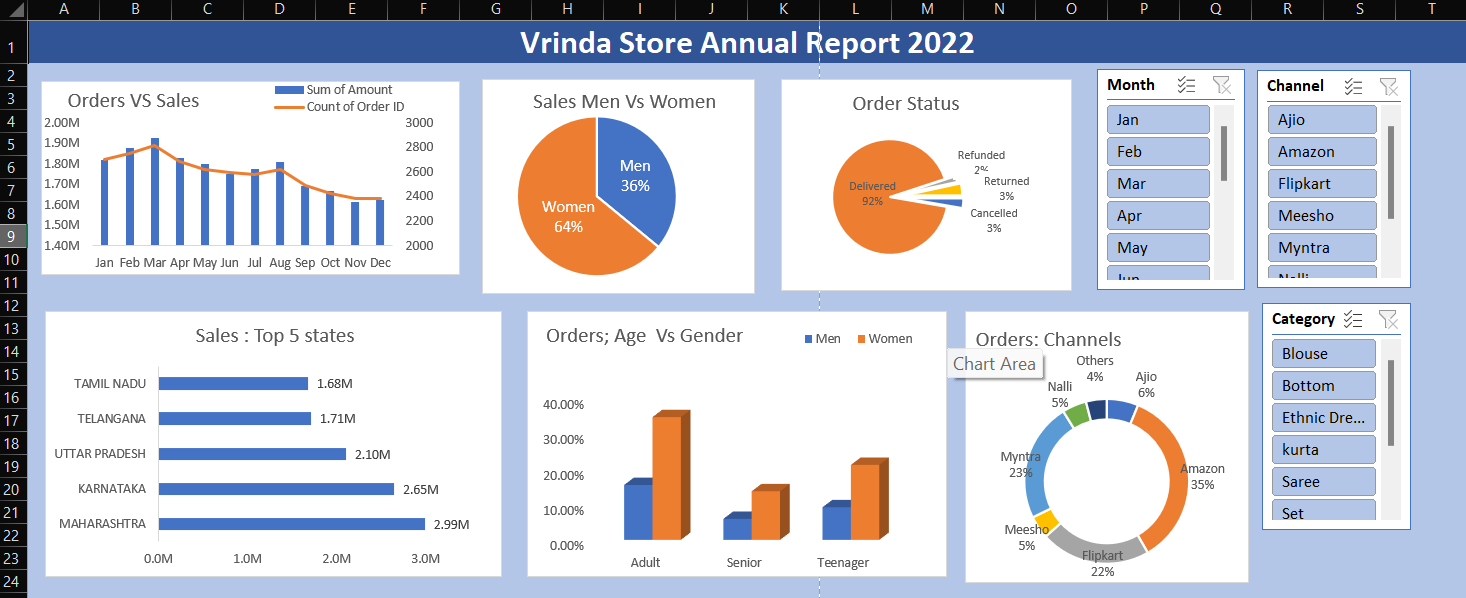 A B C D E F G H I J K L M N O P Q R S T
1
2
3
4
5
6
7
8
9
10
11
12
13
14
15
16
17
18
19
20
21
22
23
24
Vrinda Store Annual Report 2022
Orders VS Sales
Sum of Amount
Count of Order ID
2.00M
1.90M
1.80M
1.70M
1.60M
1.50M
1.40M
3000
2800
2600
2400
2200
2000
Jan Feb Mar Apr May Jun Jul Aug Sep Oct Nov Dec
Sales Men Vs Women
Men
36%
Women
64%
Order Status
Delivered
92%
Refunded
2%
Returned
3%
Cancelled
3%
Month
Jan
Feb
Mar
Apr
May
Jun
Channel
Ajio
Amazon
Flipkart
Meesho
Myntra
Nalli
Sales : Top 5 states
TAMIL NADU 1.68M
TELANGANA 1.71M
UTTAR PRADESH 2.10M
KARNATAKA 2.65M
MAHARASHTRA 2.99M
0.0M 1.0M 2.0M 3.0M
Orders; Age Vs Gender
Men Women
40.00%
30.00%
20.00%
10.00%
0.00%
Adult Senior Teenager
Orders: Channels
Chart Area
Others
4%
Ajio
6%
Nalli
5%
Myntra
23%
Amazon
35%
Meesho
5%
Flipkart
22%
Category
Blouse
Bottom
Ethnic Dre...
kurta
Saree
Set